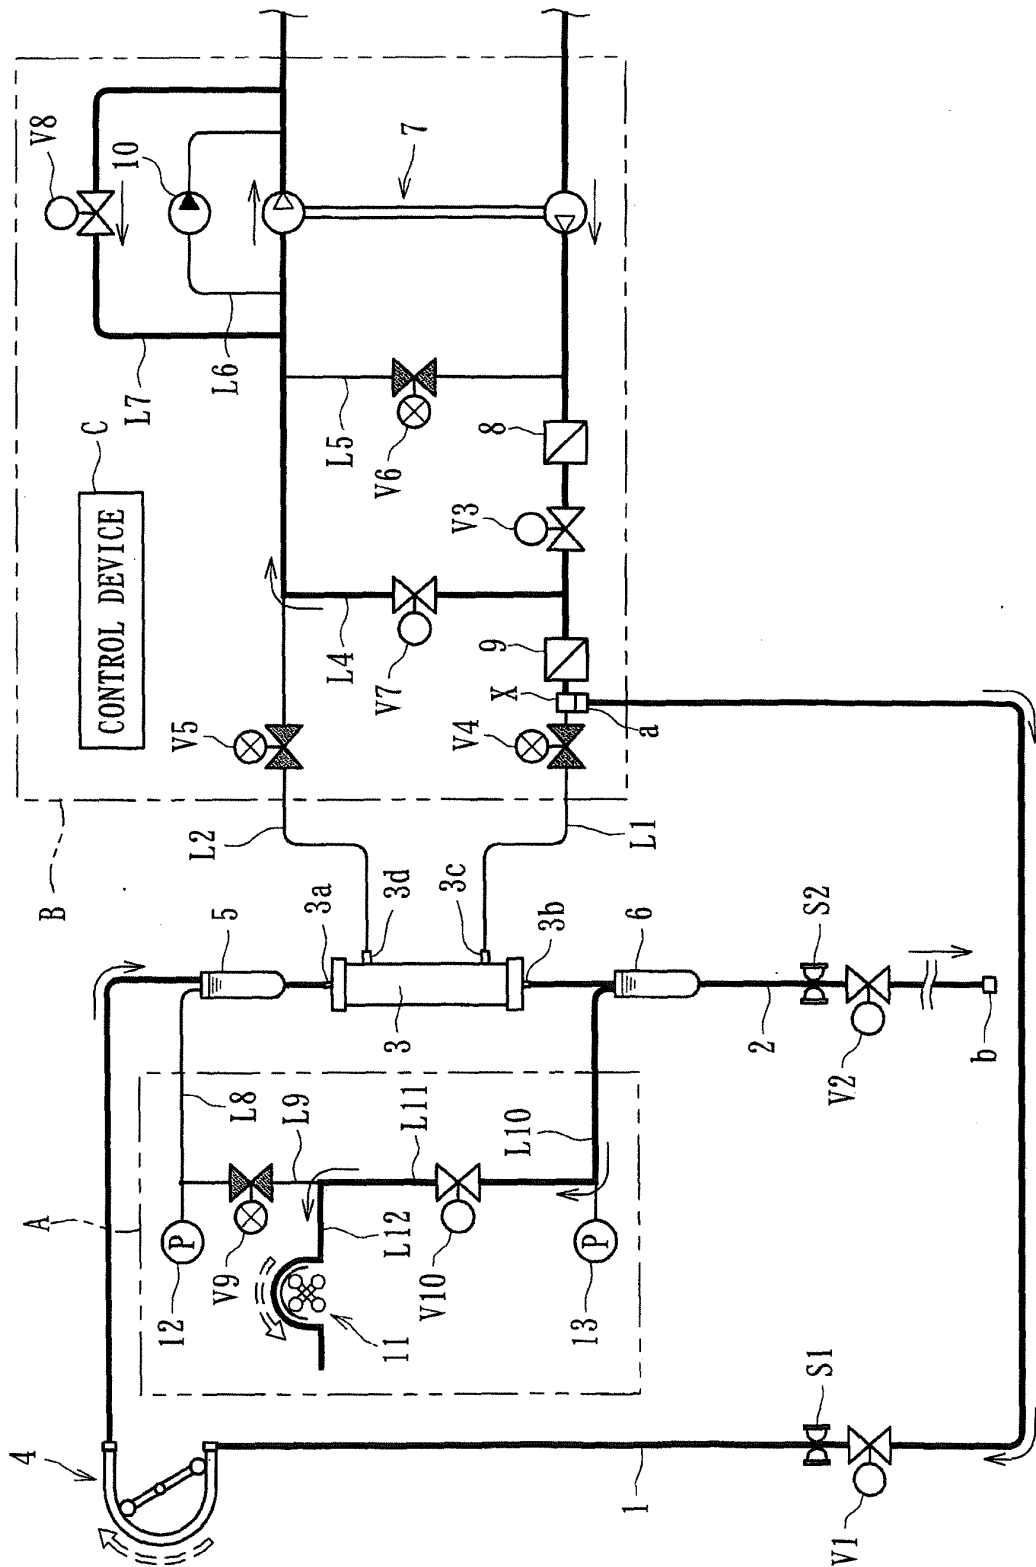 V8
10
7
L7
L6
C
CONTROL DEVICE
L5
V6
8
V3
L4
V7
9
X
a
V5
V4
B
L2
L1
5
3a
3d
3c
3b
6
S2
3
2
V2
b
A
L8
L9
L11
L10
P
12
V9
11
L12
V10
P
13
4
1
S1
V1